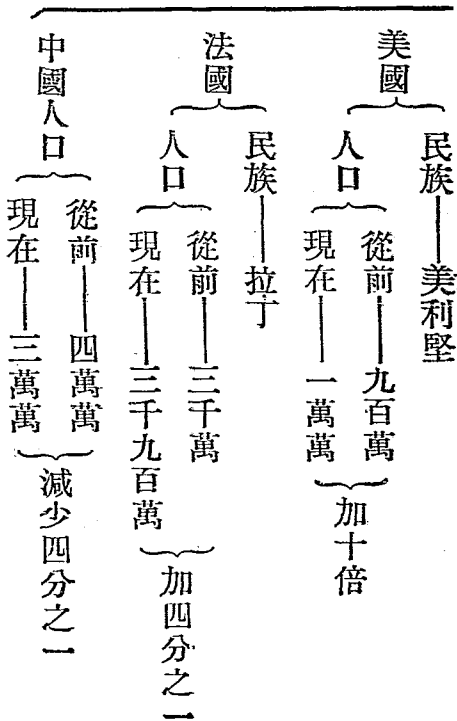 美國
民族——美利堅
人口
從前——九百萬
現在——一萬萬
加十倍
法國
民族——拉丁
人口
從前——三千萬
現在——三千九百萬
加四分之一
中國人口
從前——四萬萬
現在——三萬萬
減少四分之一